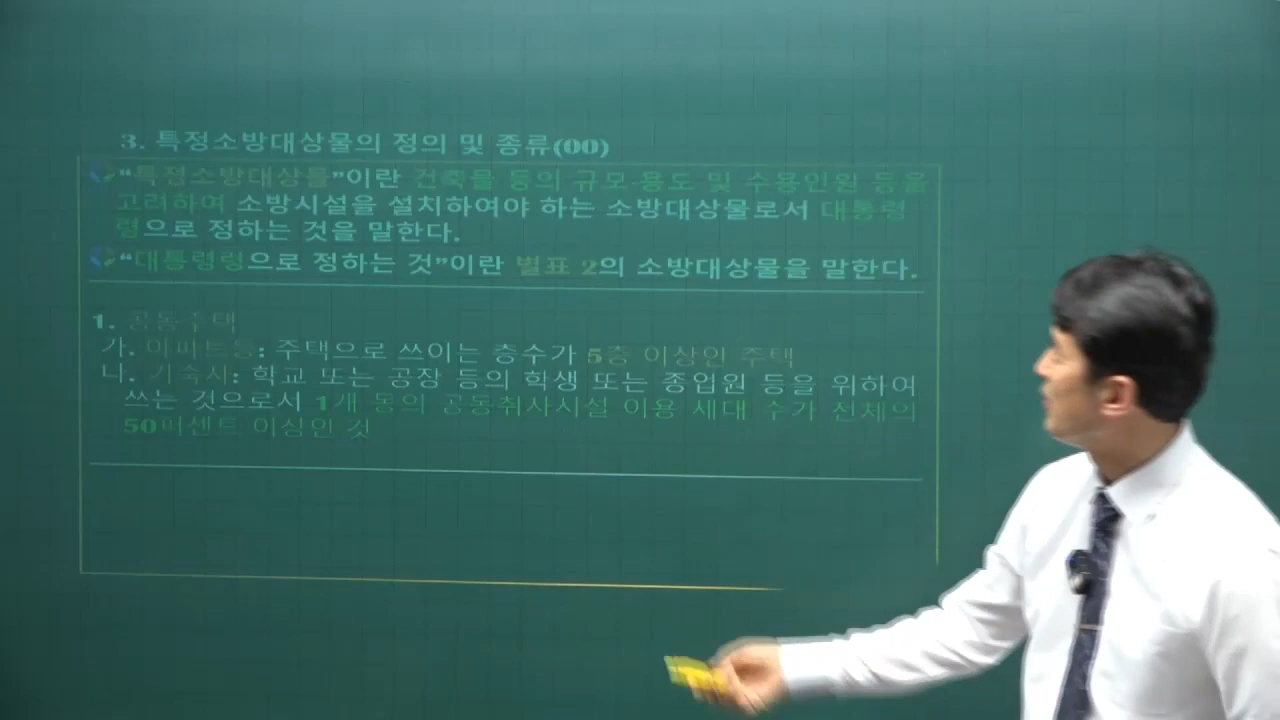 3. 특정소방대상물의 정의 및 종류(00)
“특정소방대상물”이란 건축물 등의 규모·용도 및 수용인원 등을
고려하여 소방시설을 설치하여야 하는 소방대상물로서 대통령
령으로 정하는 것을 말한다.
“대통령령으로 정하는 것”이란 별표 2의 소방대상물을 말한다.
1. 공동주택
가. 아파트등: 주택으로 쓰이는 층수가 5층 이상인 주택
나. 기숙사: 학교 또는 공장 등의 학생 또는 종업원 등을 위하여
쓰는 것으로서 1개 동의 공동취사시설 이용 세대 수가 전체의
50퍼센트 이상인 것